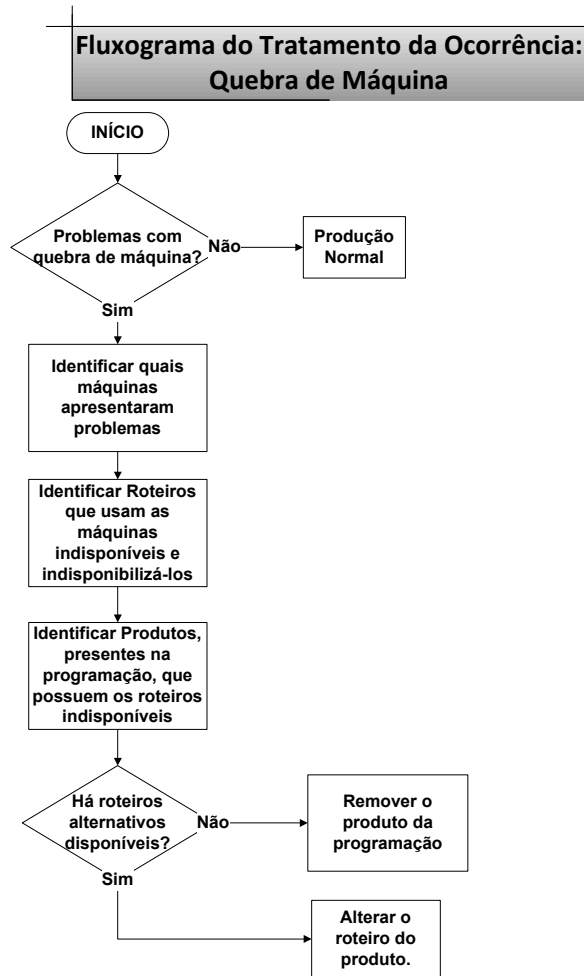 Fluxograma do Tratamento da Ocorrência:
Quebra de Máquina
INÍCIO
Problemas com
quebra de máquina?
Não
Produção
Normal
Sim
Identificar quais
máquinas
apresentaram
problemas
Identificar Roteiros
que usam as
máquinas
indisponíveis e
indisponibilizá-los
Identificar Produtos,
presentes na
programação, que
possuem os roteiros
indisponíveis
Há roteiros
alternativos
disponíveis?
Não
Remover o
produto da
programação
Sim
Alterar o
roteiro do
produto.